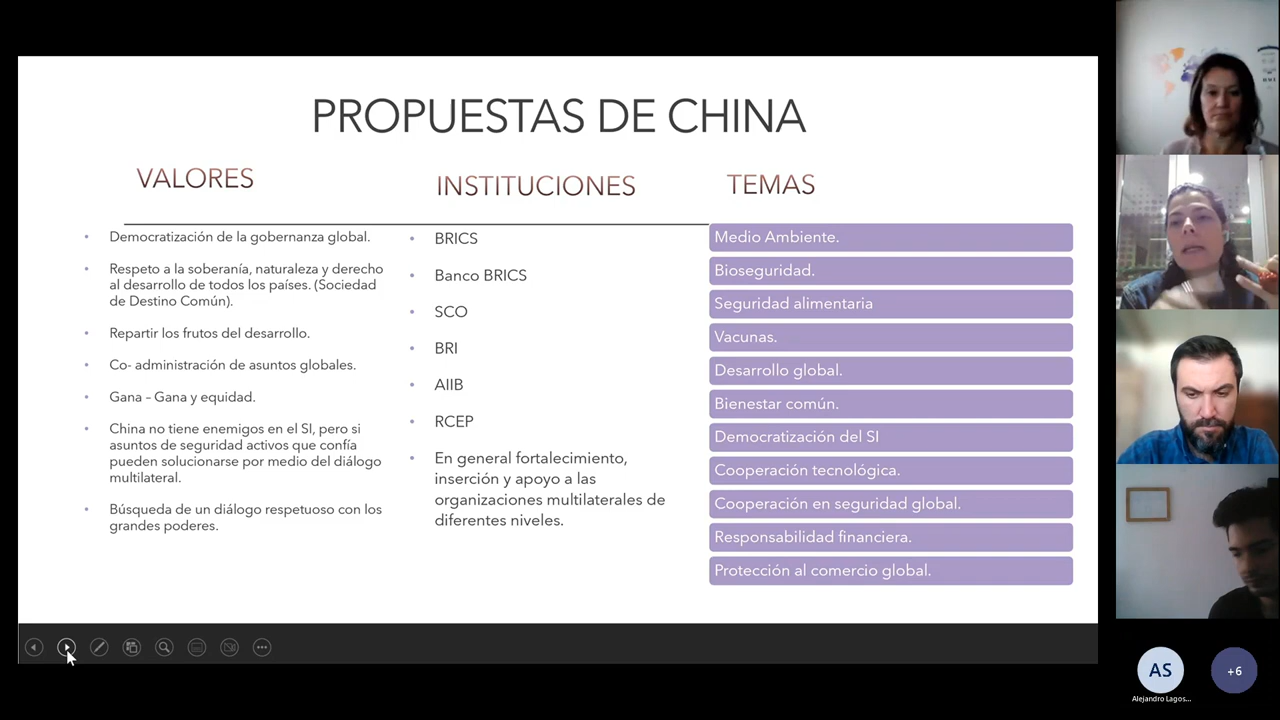 PROPUESTAS DE CHINA
VALORES
Democratización de la gobernanza global.
Respeto a la soberanía, naturaleza y derecho
al desarrollo de todos los países. (Sociedad
de Destino Común).
Repartir los frutos del desarrollo.
Co- administración de asuntos globales.
Gana – Gana y equidad.
China no tiene enemigos en el SI, pero si
asuntos de seguridad activos que confía
pueden solucionarse por medio del diálogo
multilateral.
Búsqueda de un diálogo respetuoso con los
grandes poderes.
INSTITUCIONES
BRICS
Banco BRICS
SCO
BRI
AIIB
RCEP
En general fortalecimiento,
inserción y apoyo a las
organizaciones multilaterales de
diferentes niveles.
TEMAS
Medio Ambiente.
Bioseguridad.
Seguridad alimentaria
Vacunas.
Desarrollo global.
Bienestar común.
Democratización del SI
Cooperación tecnológica.
Cooperación en seguridad global.
Responsabilidad financiera.
Protección al comercio global.
AS
Alejandro Lagos...
+6